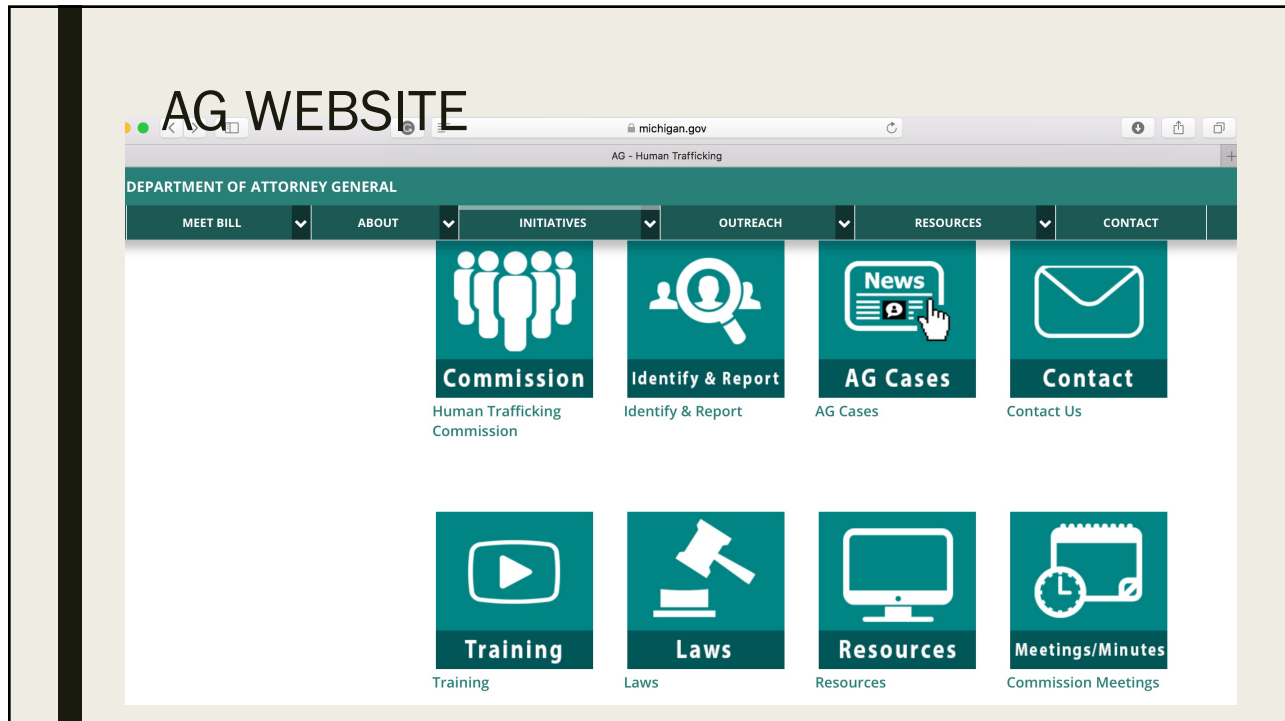 AG WEBSITE
michigan.gov
AG - Human Trafficking
DEPARTMENT OF ATTORNEY GENERAL
MEET BILL ABOUT INITIATIVES OUTREACH RESOURCES CONTACT
News
Commission Identify & Report AG Cases Contact
Human Trafficking Identify & Report AG Cases Contact Us
Commission
Training Laws Resources Meetings/Minutes
Training Laws Resources Commission Meetings